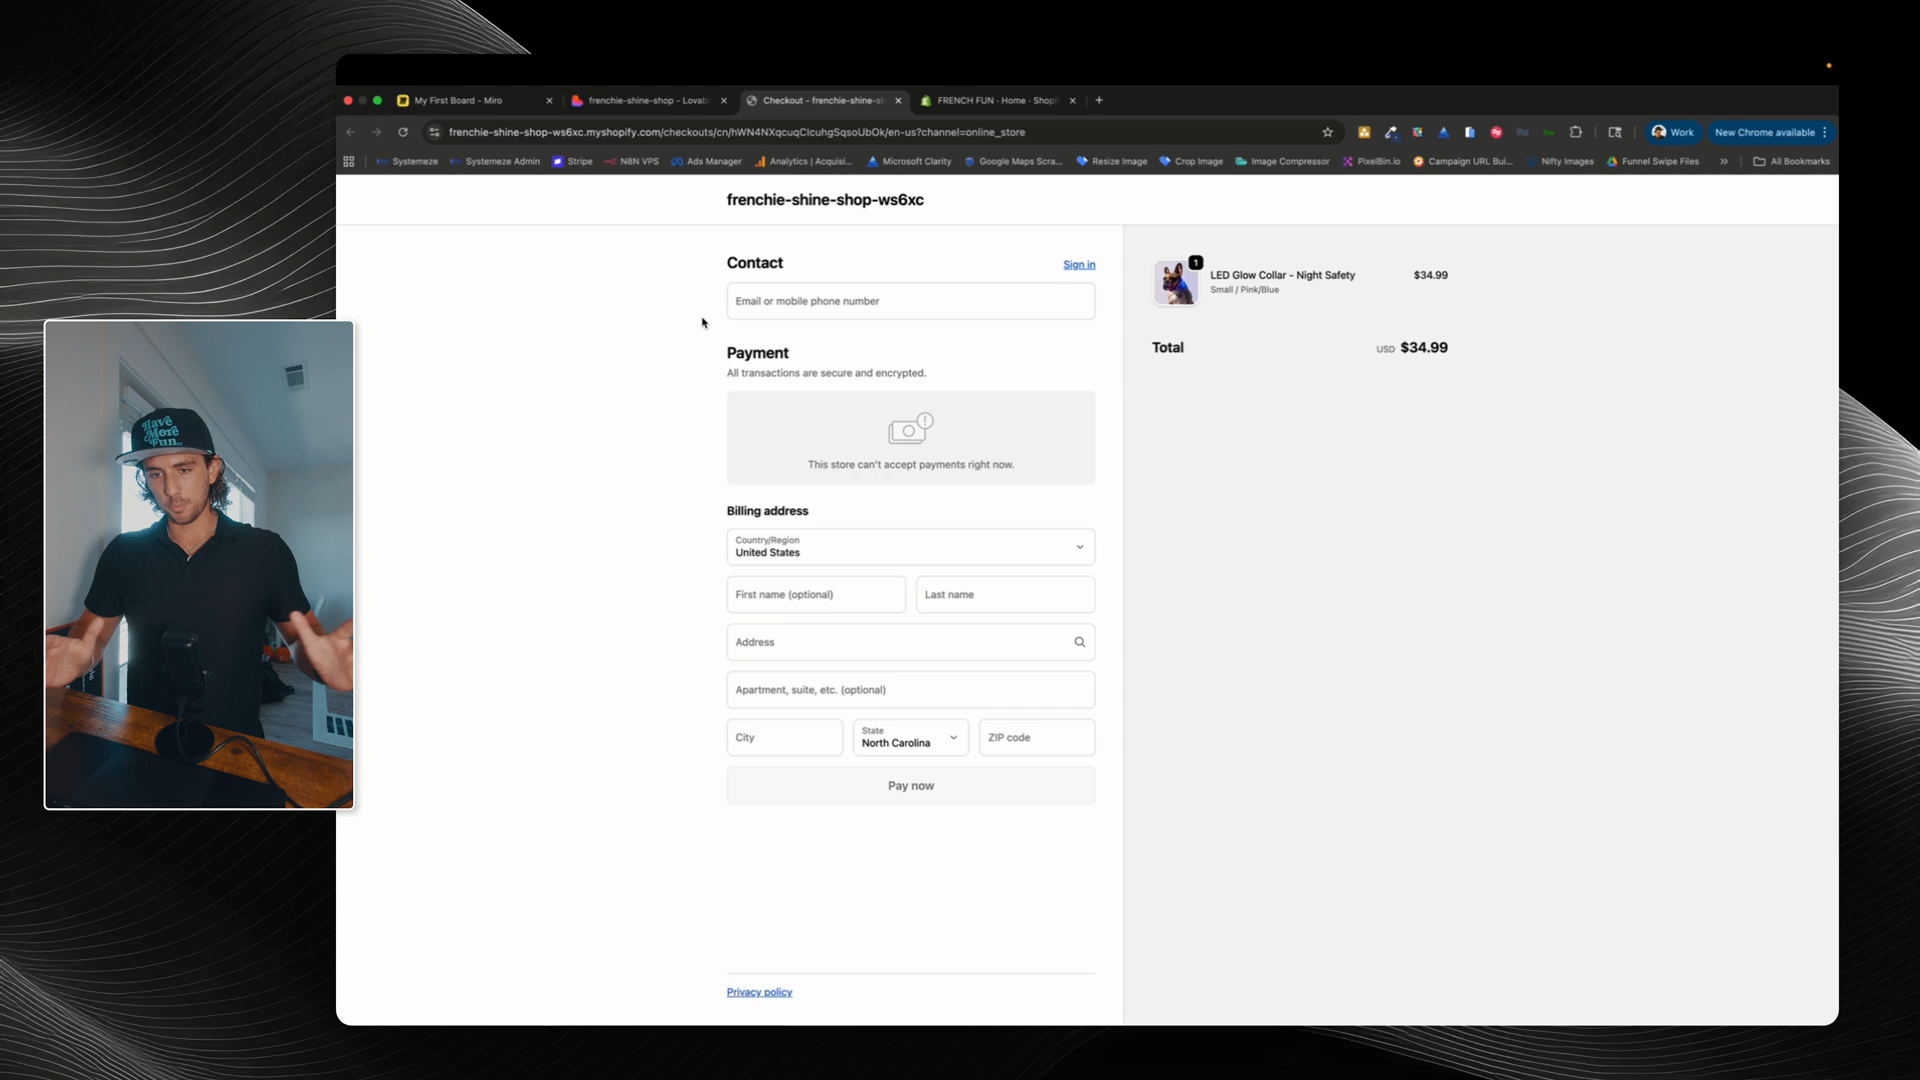 My First Board - Miro
frenchie-shine-shop - Lovab
Checkout - frenchie-shine-s
FRENCH FUN · Home · Shopi
frenchie-shine-shop-ws6xc.myshopify.com/checkouts/cn/hWN4NXqcuqClcuhgSqsoUbOk/en-us?channel=online_store
Work
New Chrome available
Systemeze
Systemeze Admin
Stripe
N8N VPS
Ads Manager
Analytics | Acquisi...
Microsoft Clarity
Google Maps Scra...
Resize Image
Crop Image
Image Compressor
PixelBin.io
Campaign URL Bui...
Nifty Images
Funnel Swipe Files
All Bookmarks
frenchie-shine-shop-ws6xc
Contact
Sign in
Email or mobile phone number
Payment
All transactions are secure and encrypted.
This store can't accept payments right now.
Billing address
Country/Region
United States
First name (optional)
Last name
Address
Apartment, suite, etc. (optional)
City
State
North Carolina
ZIP code
Pay now
Privacy policy
1
LED Glow Collar - Night Safety
$34.99
Small / Pink/Blue
Total
USD $34.99
Have
More
Fun..